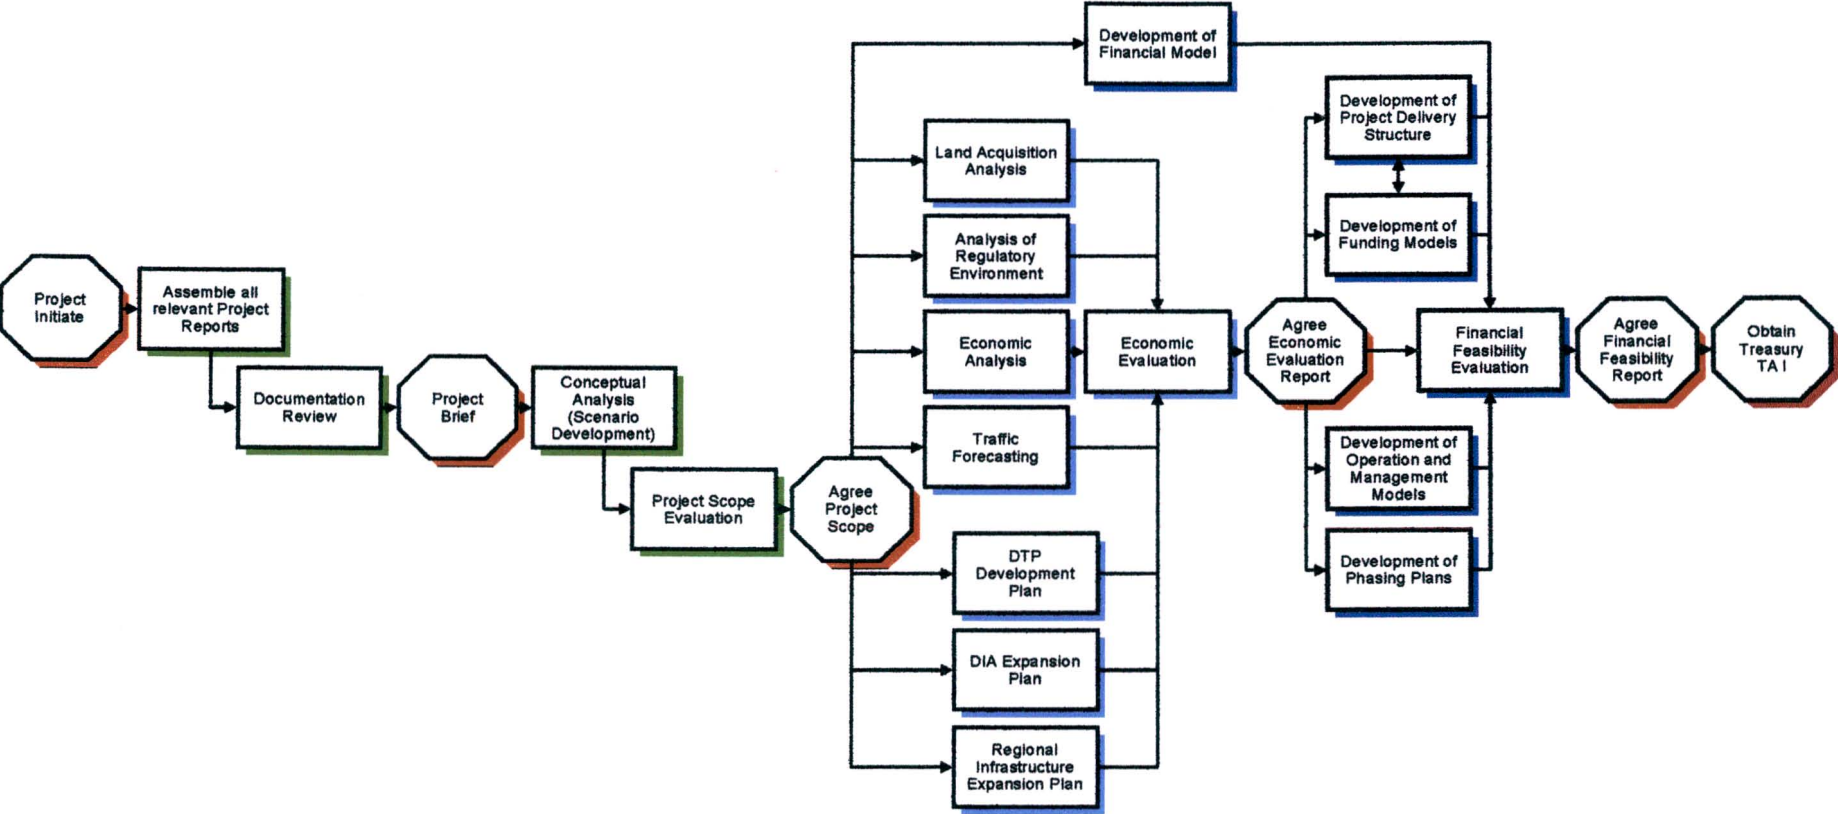 Project
Initiate
Assemble all
relevant Project
Reports
Documentation
Review
Project
Brief
Conceptual
Analysis
(Scenario
Development)
Project Scope
Evaluation
Agree
Project
Scope
Development of
Financial Model
Land Acquisition
Analysis
Analysis of
Regulatory
Environment
Economic
Analysis
Traffic
Forecasting
DTP
Development
Plan
DIA Expansion
Plan
Regional
Infrastructure
Expansion Plan
Economic
Evaluation
Agree
Economic
Evaluation
Report
Development of
Project Delivery
Structure
Development of
Funding Models
Financial
Feasibility
Evaluation
Development of
Operation and
Management
Models
Development of
Phasing Plans
Agree
Financial
Feasibility
Report
Obtain
Treasury
TA I